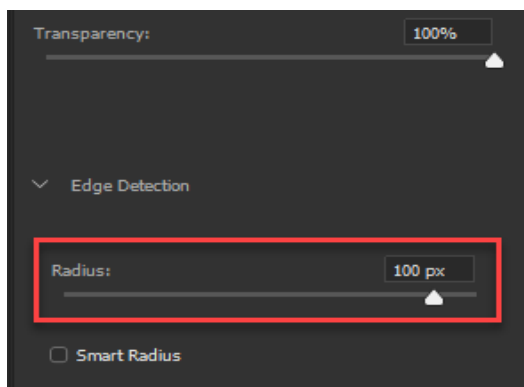 Transparency: 100%
Edge Detection
Radius: 100 px
Smart Radius